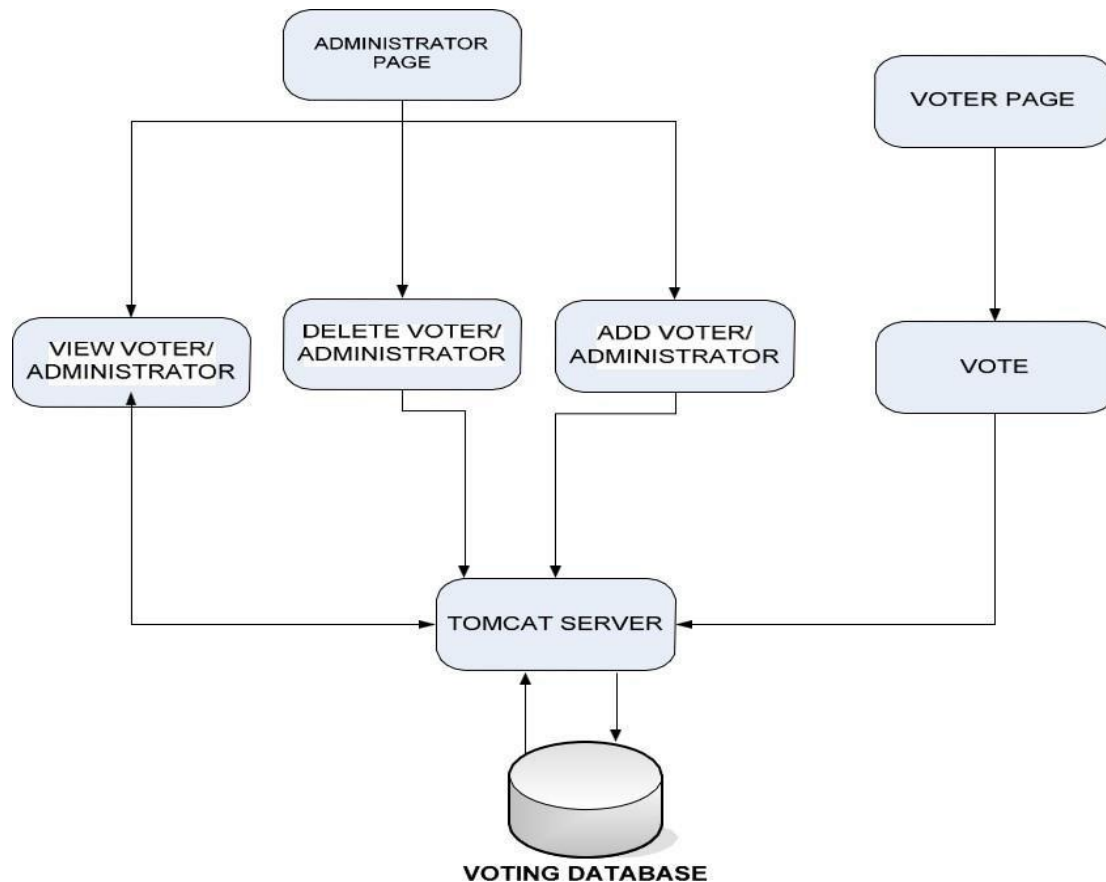 ADMINISTRATOR
PAGE
VOTER PAGE
VIEW VOTER/
ADMINISTRATOR
DELETE VOTER/
ADMINISTRATOR
ADD VOTER/
ADMINISTRATOR
VOTE
TOMCAT SERVER
VOTING DATABASE